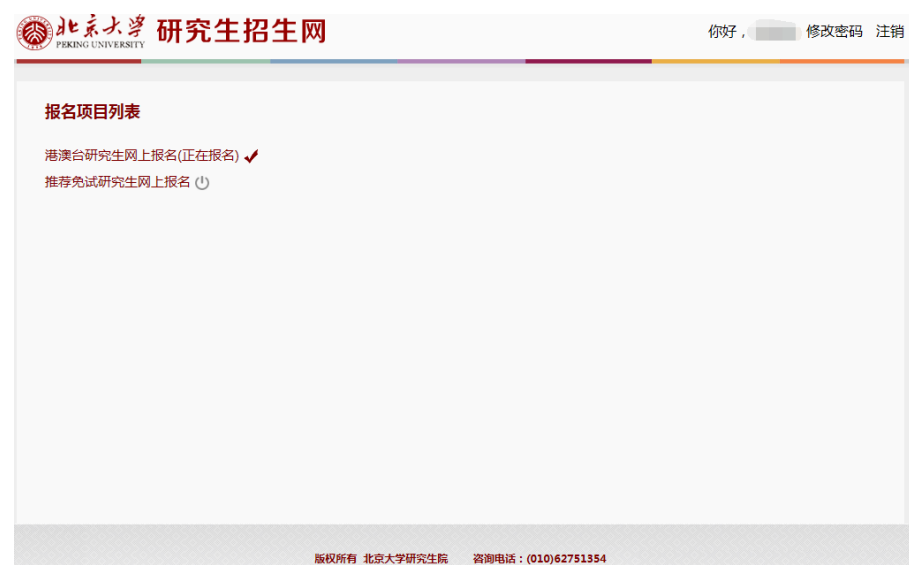 北京大学 研究生招生网
PEKING UNIVERSITY
你好， 修改密码 注销
报名项目列表
港澳台研究生网上报名(正在报名)
推荐免试研究生网上报名
版权所有 北京大学研究生院 咨询电话：(010)62751354